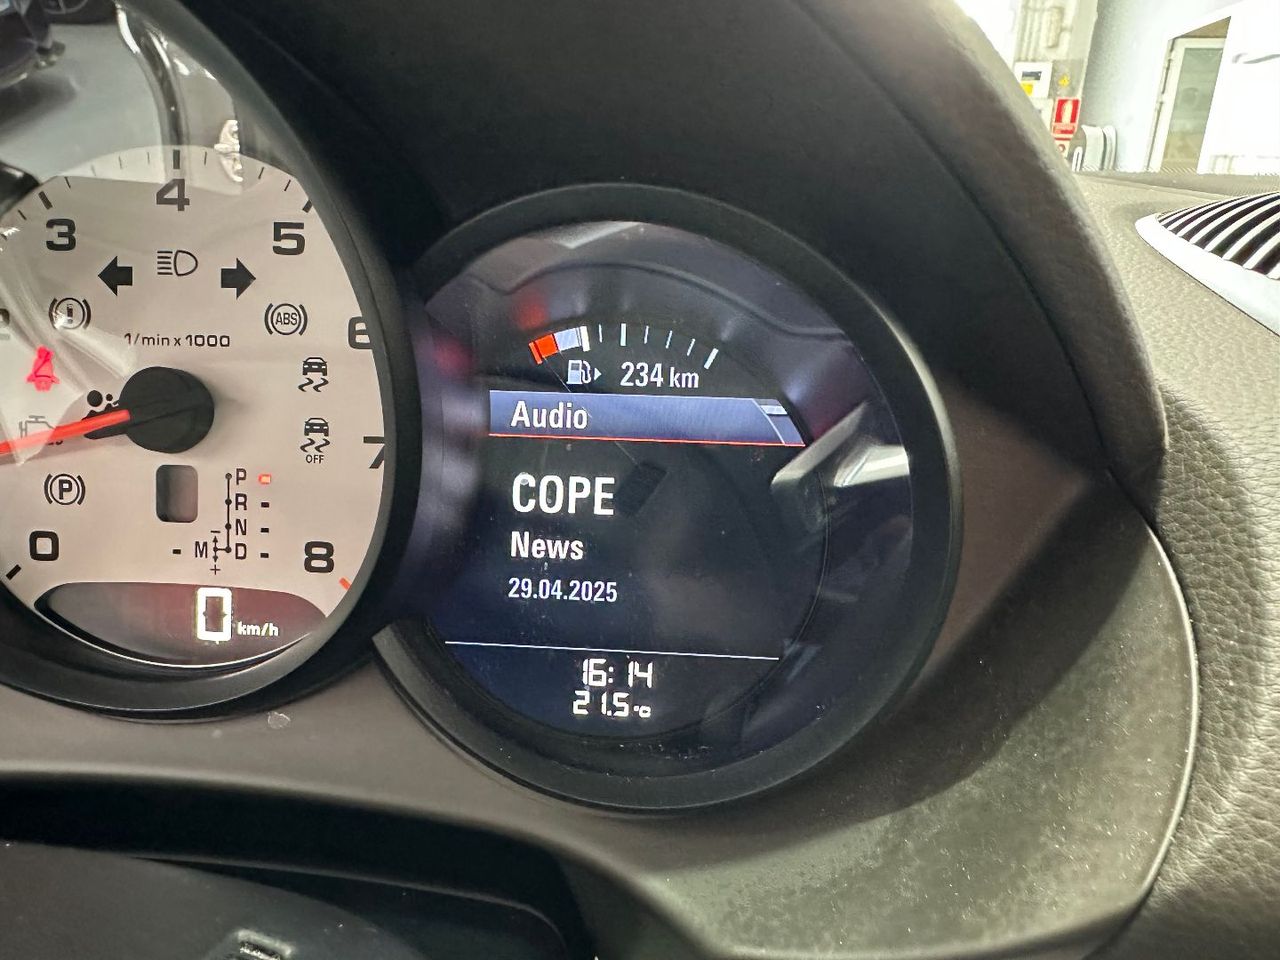 3
4
5
6
7
8
0
1/min x 1000
ABS
OFF
P
P
R
N
M D
-
+
0 km/h
234 km
Audio
COPE
News
29.04.2025
16:14
21.5°C